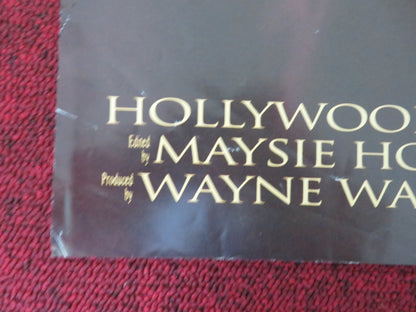 HOLLYWOO
Edited by MAYSIE HO
Produced by WAYNE WA